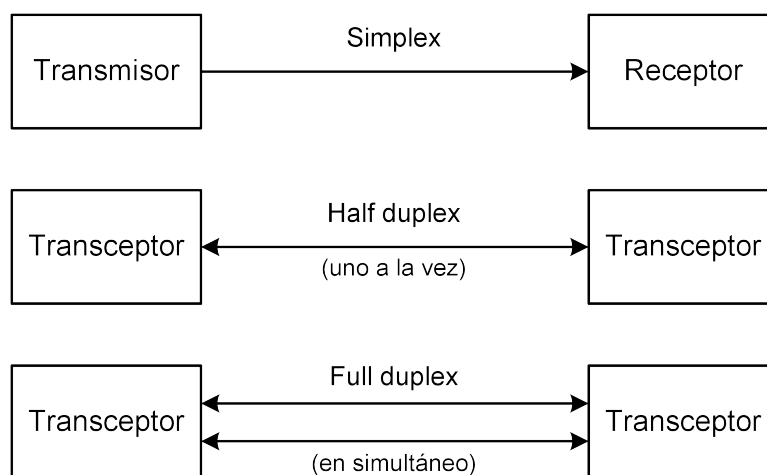 Simplex
Transmisor
Receptor
Half duplex
Transceptor
Transceptor
(uno a la vez)
Full duplex
Transceptor
Transceptor
(en simultáneo)